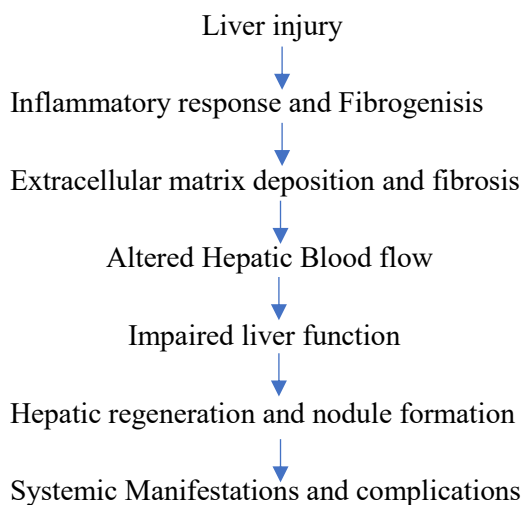 Liver injury
Inflammatory response and Fibrogenisis
Extracellular matrix deposition and fibrosis
Altered Hepatic Blood flow
Impaired liver function
Hepatic regeneration and nodule formation
Systemic Manifestations and complications